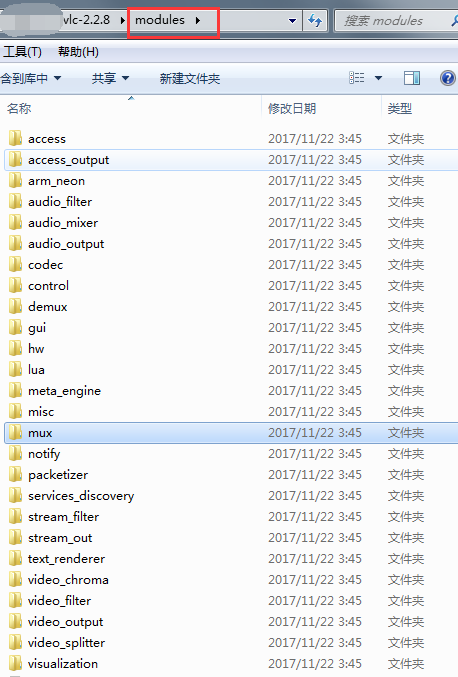 vlc-2.2.8 modules 搜索 modules
工具(T) 帮助(H)
含到库中 共享 新建文件夹
名称 修改日期 类型
access 2017/11/22 3:45 文件夹
access_output 2017/11/22 3:45 文件夹
arm_neon 2017/11/22 3:45 文件夹
audio_filter 2017/11/22 3:45 文件夹
audio_mixer 2017/11/22 3:45 文件夹
audio_output 2017/11/22 3:45 文件夹
codec 2017/11/22 3:45 文件夹
control 2017/11/22 3:45 文件夹
demux 2017/11/22 3:45 文件夹
gui 2017/11/22 3:45 文件夹
hw 2017/11/22 3:45 文件夹
lua 2017/11/22 3:45 文件夹
meta_engine 2017/11/22 3:45 文件夹
misc 2017/11/22 3:45 文件夹
mux 2017/11/22 3:45 文件夹
notify 2017/11/22 3:45 文件夹
packetizer 2017/11/22 3:45 文件夹
services_discovery 2017/11/22 3:45 文件夹
stream_filter 2017/11/22 3:45 文件夹
stream_out 2017/11/22 3:45 文件夹
text_renderer 2017/11/22 3:45 文件夹
video_chroma 2017/11/22 3:45 文件夹
video_filter 2017/11/22 3:45 文件夹
video_output 2017/11/22 3:45 文件夹
video_splitter 2017/11/22 3:45 文件夹
visualization 2017/11/22 3:45 文件夹